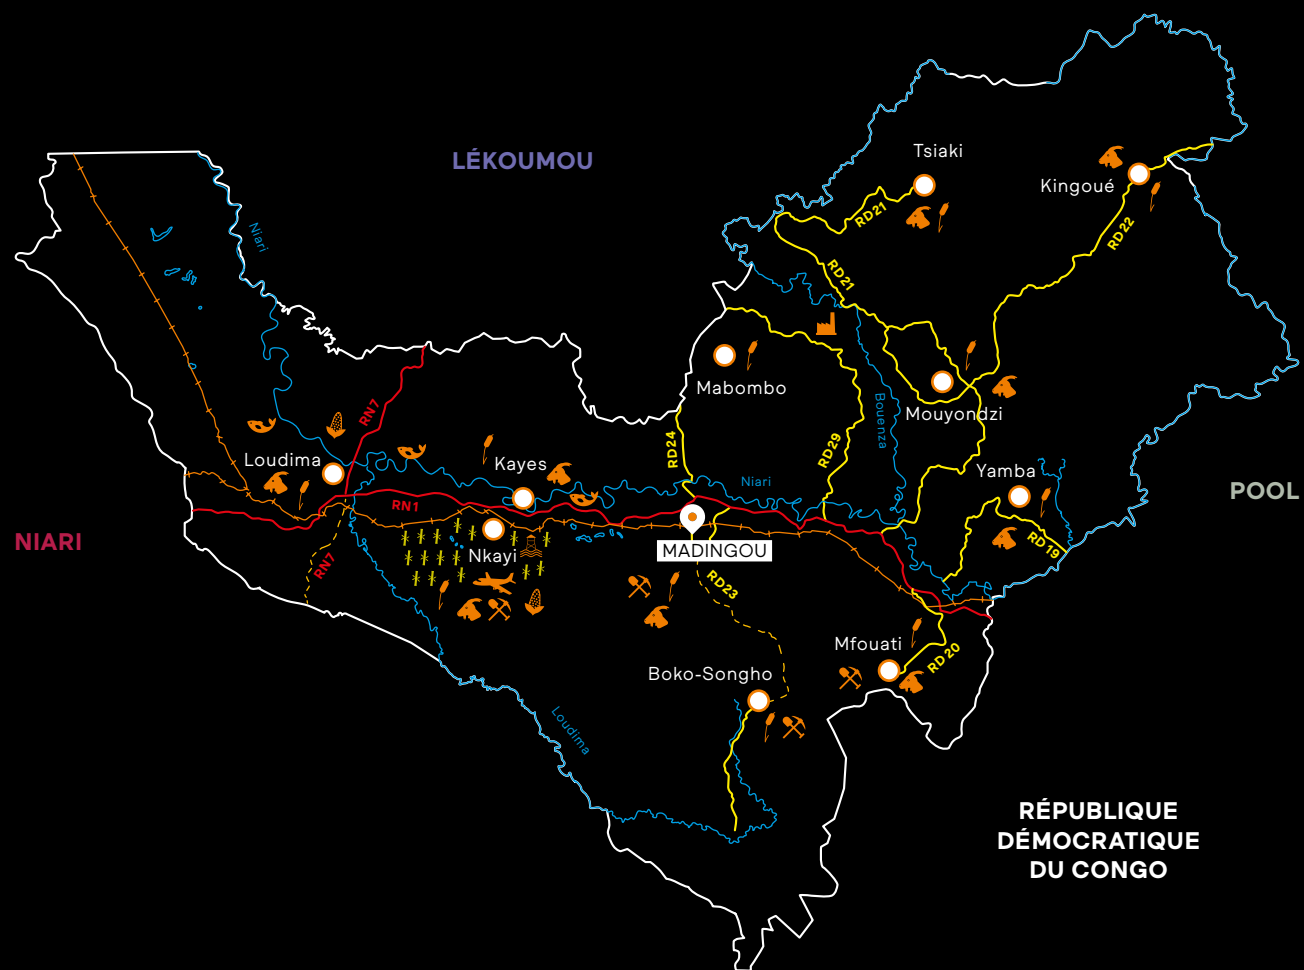 Tsiaki
LÉKOUMOU
Kingoué
RD21
RD22
Niari
RD21
Mabombo
RN7
Mouyondzi
Bouenza
RD24
RD29
Loudima
Kayes
Yamba
Niari
POOL
RN1
NIARI
MADINGOU
Nkayi
RD19
RN7
RD23
Mfouati
RD20
Boko-Songho
Loudima
RÉPUBLIQUE
DÉMOCRATIQUE
DU CONGO